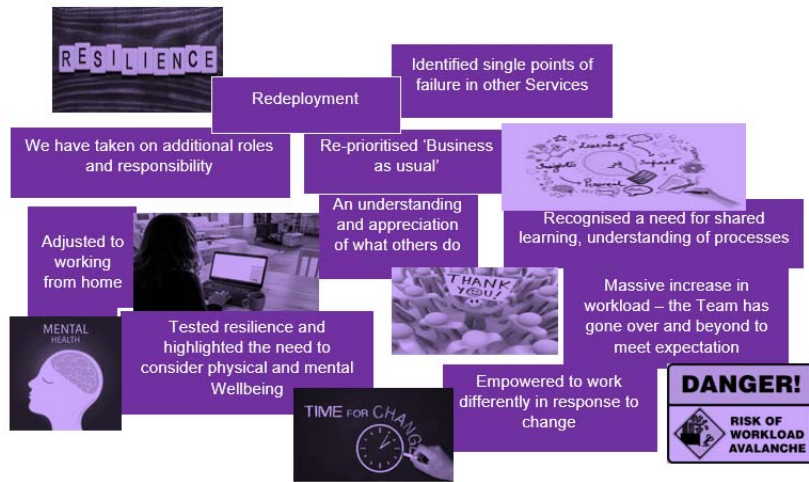 RESILIENCE
Identified single points of
failure in other Services
Redeployment
We have taken on additional roles
and responsibility
Re-prioritised 'Business
as usual'
Learning
Insights
Impact!
Personal
An understanding
and appreciation
of what others do
Recognised a need for shared
learning, understanding of processes
Adjusted to
working
from home
THANK
YOU!
Massive increase in
workload – the Team has
gone over and beyond to
meet expectation
MENTAL
HEALTH
Tested resilience and
highlighted the need to
consider physical and mental
Wellbeing
TIME FOR CHANGE
Empowered to work
differently in response to
change
DANGER!
RISK OF
WORKLOAD
AVALANCHE